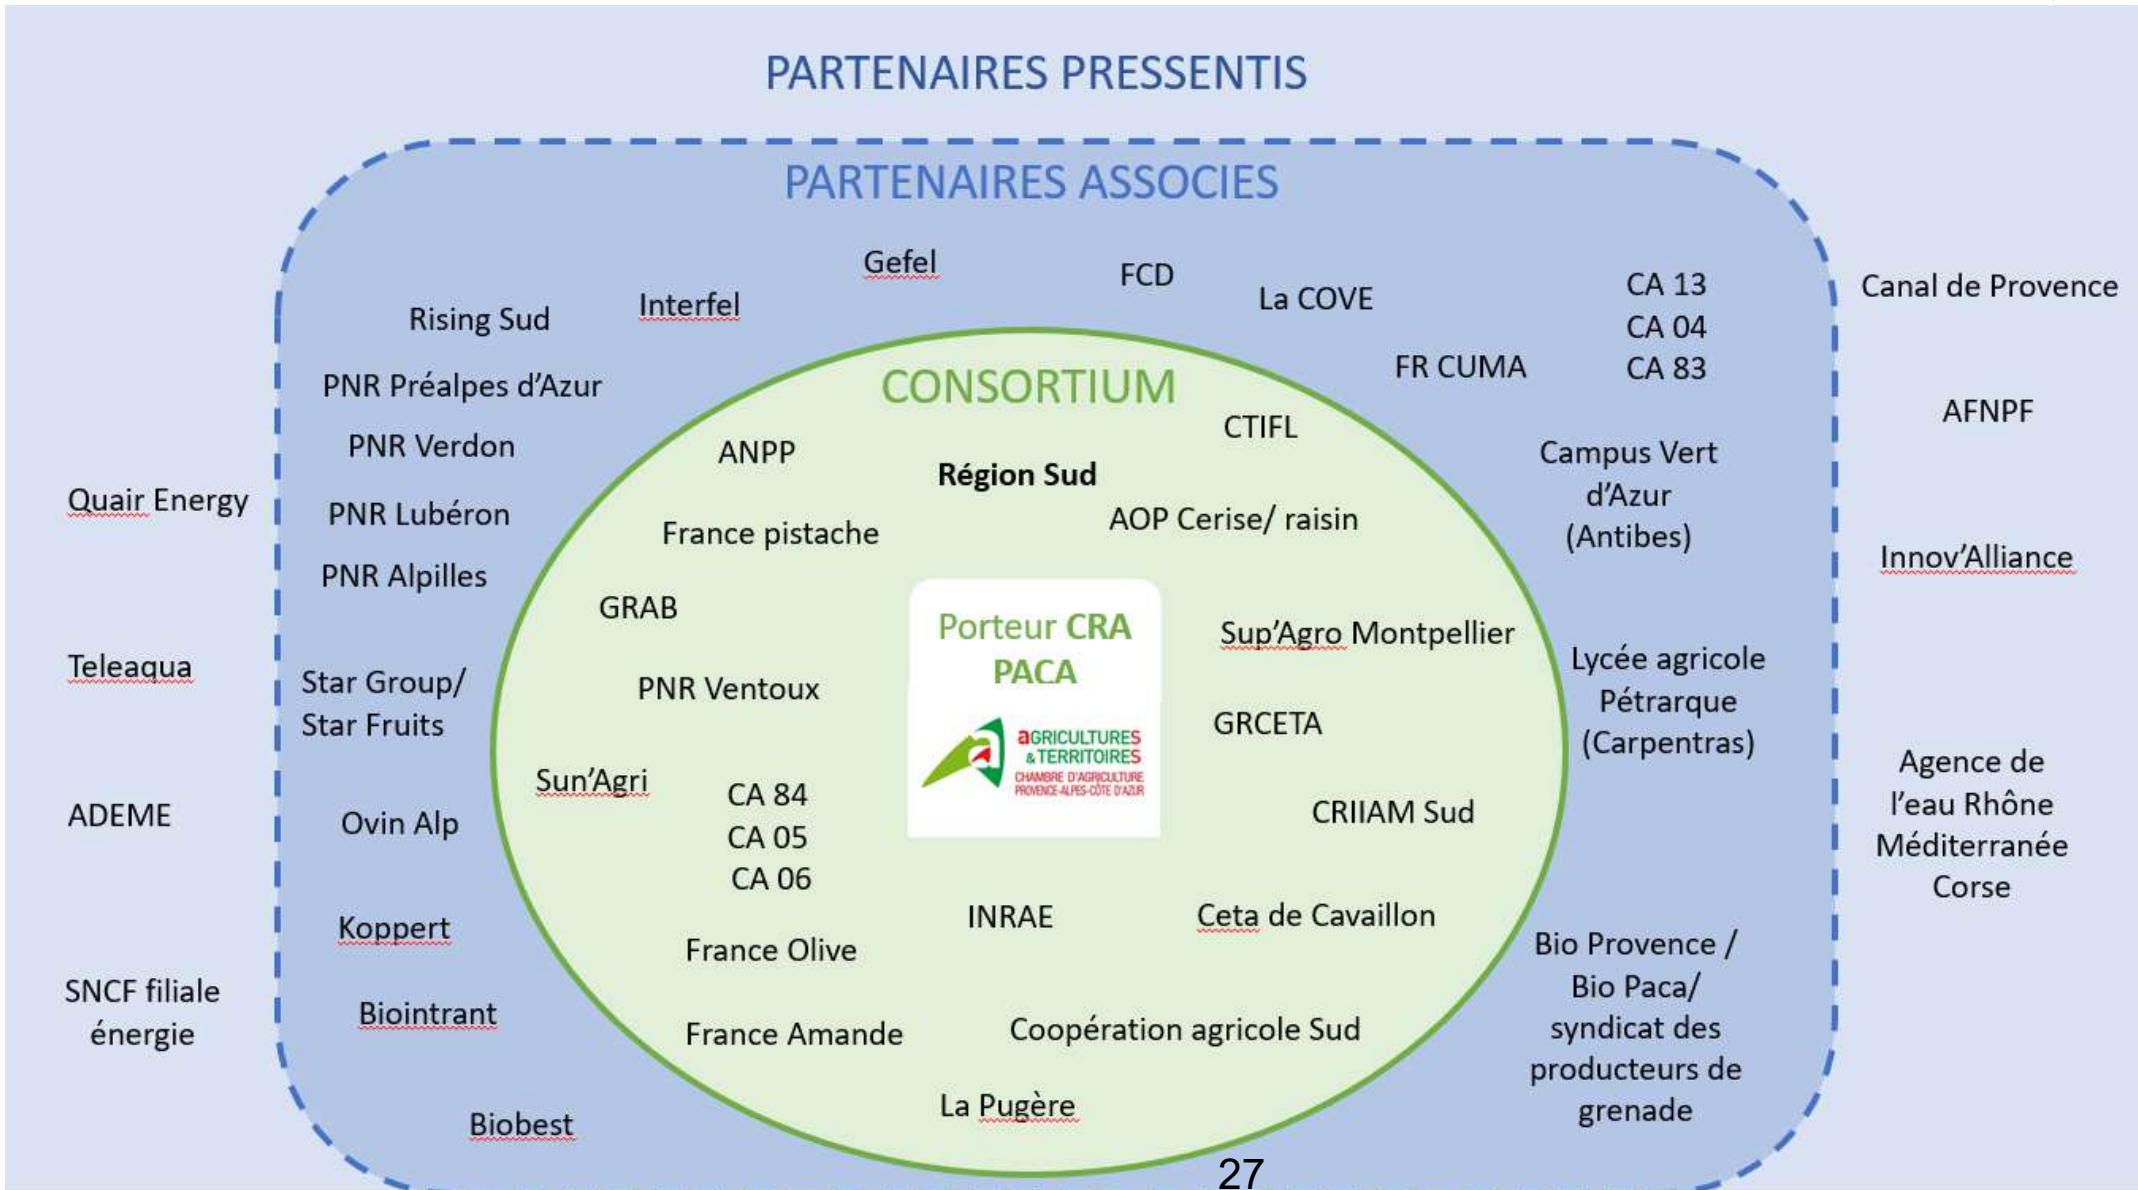 PARTENAIRES PRESSENTIS
PARTENAIRES ASSOCIES
Gefel
FCD
La COVE
Interfel
Rising Sud
CA 13
CA 04
CA 83
FR CUMA
PNR Préalpes d'Azur
PNR Verdon
PNR Lubéron
PNR Alpilles
Star Group/
Star Fruits
Ovin Alp
Koppert
Biointrant
Biobest
Campus Vert
d'Azur
(Antibes)
Lycée agricole
Pétrarque
(Carpentras)
Bio Provence /
Bio Paca/
syndicat des
producteurs de
grenade
CONSORTIUM
CTIFL
ANPP
Région Sud
AOP Cerise/ raisin
France pistache
GRAB
Porteur CRA
PACA
aGRICULTURES
& TERRITOIRES
CHAMBRE D'AGRICULTURE
PROVENCE-ALPES-CÔTE D'AZUR
Sup'Agro Montpellier
PNR Ventoux
GRCETA
Sun'Agri
CA 84
CA 05
CA 06
CRIIAM Sud
INRAE
Ceta de Cavaillon
France Olive
France Amande
Coopération agricole Sud
La Pugère
Quair Energy
Teleaqua
ADEME
SNCF filiale
énergie
Canal de Provence
AFNPF
Innov'Alliance
Agence de
l'eau Rhône
Méditerranée
Corse
27